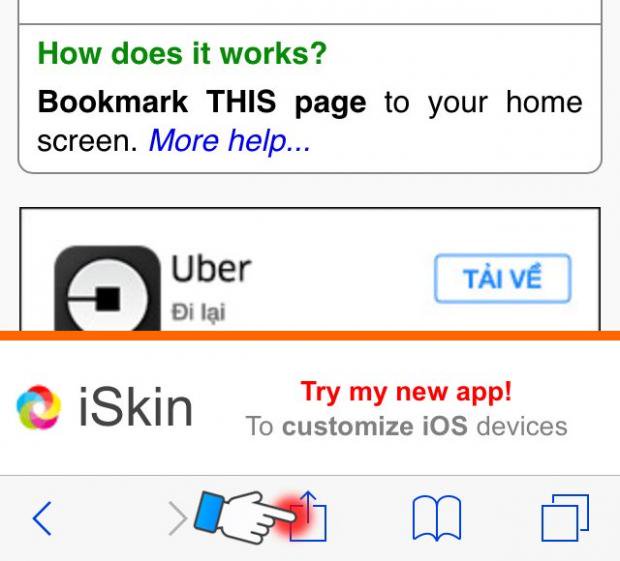 How does it works?
Bookmark THIS page to your home
screen. More help...
Uber
Đi lại
TẢI VỀ
iSkin
Try my new app!
To customize iOS devices